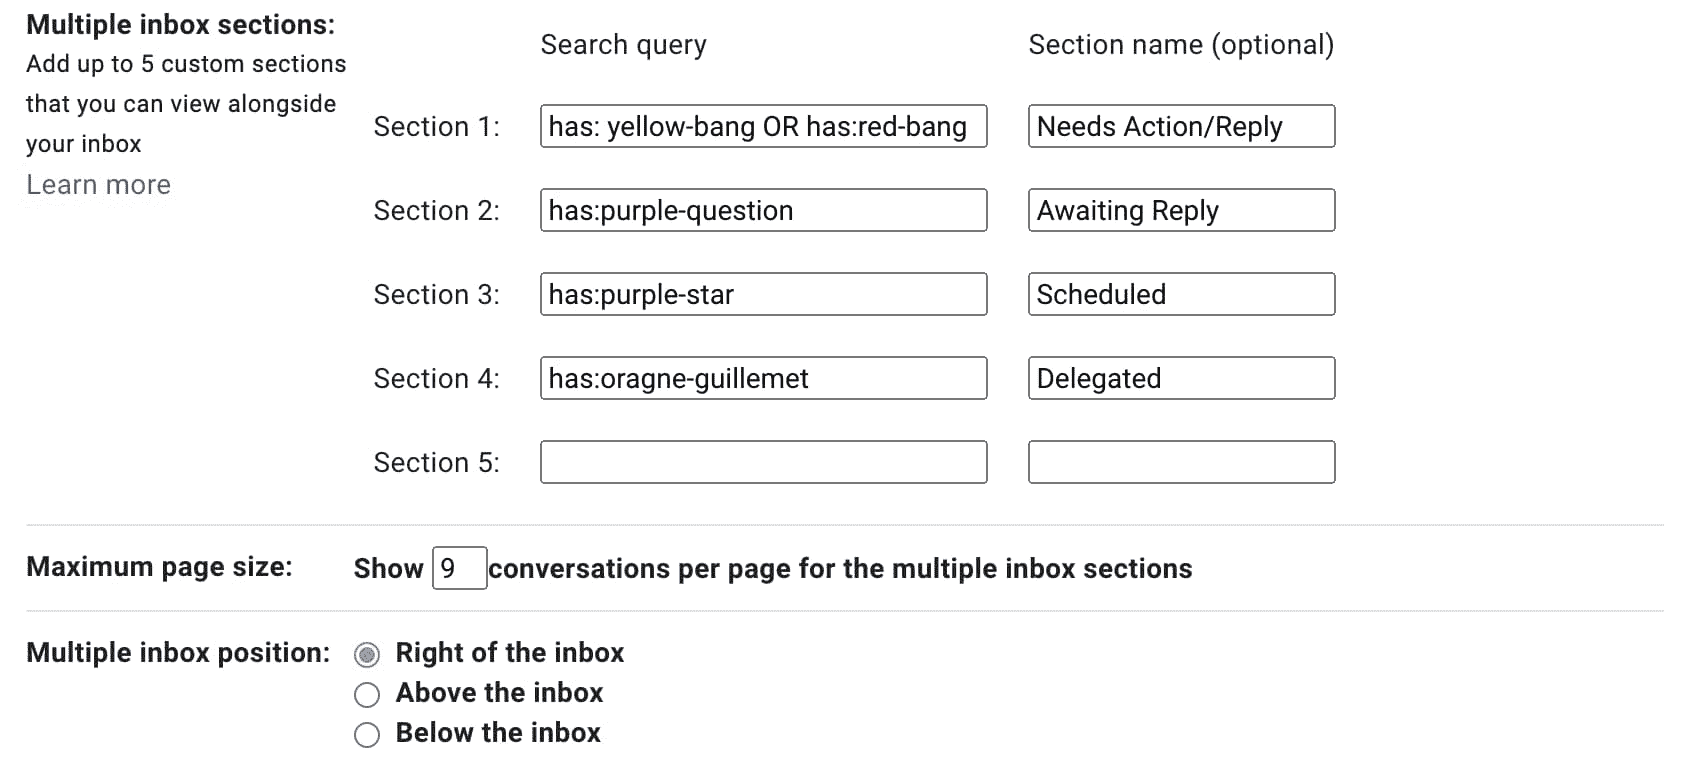 Multiple inbox sections:
Add up to 5 custom sections
that you can view alongside
your inbox
Learn more
Search query Section name (optional)
Section 1: has: yellow-bang OR has:red-bang Needs Action/Reply
Section 2: has:purple-question Awaiting Reply
Section 3: has:purple-star Scheduled
Section 4: has:oragne-guillemet Delegated
Section 5:
Maximum page size: Show 9 conversations per page for the multiple inbox sections
Multiple inbox position: Right of the inbox
Above the inbox
Below the inbox